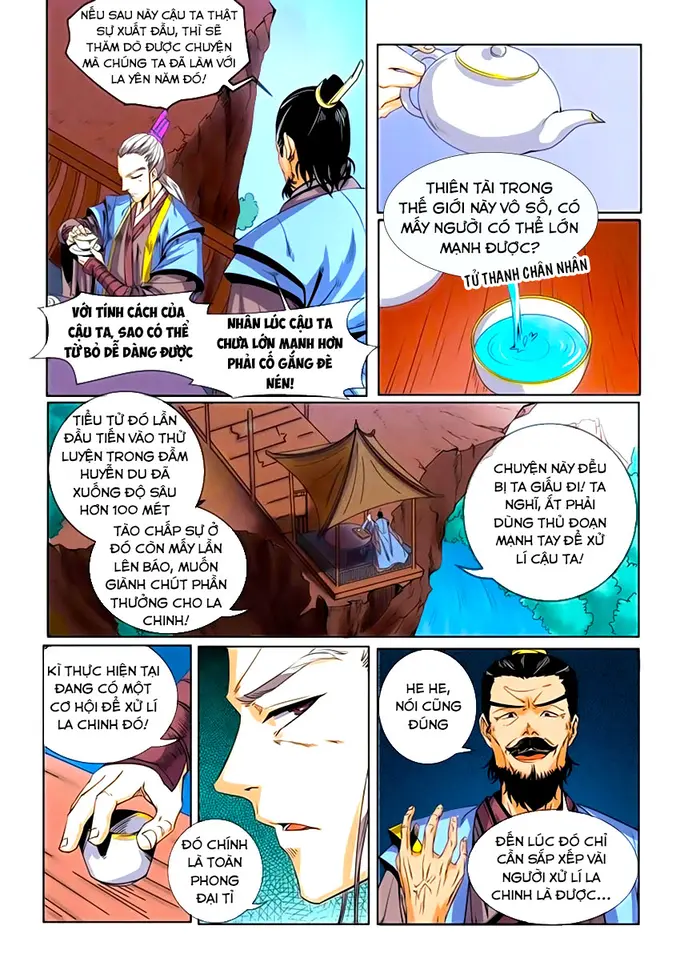 NẾU SAU NÀY CẬU TA THẬT
SỰ XUẤT ĐẦU, THÌ SẼ
THĂM DÒ ĐƯỢC CHUYỆN
MÀ CHÚNG TA ĐÃ LÀM VỚI
LA YÊN NĂM ĐÓ!
VỚI TÍNH CÁCH CỦA
CẬU TA, SAO CÓ THỂ
TỪ BỎ DỄ DÀNG ĐƯỢC
NHÂN LÚC CẬU TA
CHƯA LỚN MẠNH HƠN
PHẢI CỐ GẮNG ĐÈ
NÉN!
THIÊN TÀI TRONG
THẾ GIỚI NÀY VÔ SỐ, CÓ
MẤY NGƯỜI CÓ THỂ LỚN
MẠNH ĐƯỢC?
TỬ THANH CHÂN NHÂN
TIỂU TỬ ĐÓ LẦN
ĐẦU TIẾN VÀO THỬ
LUYỆN TRONG ĐẦM
HUYỄN DU ĐÃ
XUỐNG ĐỘ SÂU
HƠN 100 MÉT
TÀO CHẤP SỰ Ở
ĐÓ CÒN MẤY LẦN
LÊN BÁO, MUỐN
GIÀNH CHÚT PHẦN
THƯỞNG CHO LA
CHINH!
CHUYỆN NÀY ĐỀU
BỊ TA GIẤU ĐI! TA
NGHĨ, ẮT PHẢI
DÙNG THỦ ĐOẠN
MẠNH TAY ĐỂ XỬ
LÍ CẬU TA!
KÌ THỰC HIỆN TẠI
ĐANG CÓ MỘT
CƠ HỘI ĐỂ XỬ LÍ
LA CHINH ĐÓ!
ĐÓ CHÍNH
LÀ TOÀN
PHONG
ĐẠI TỈ
HE HE,
NÓI CŨNG
ĐÚNG
ĐẾN LÚC ĐÓ CHỈ
CẦN SẮP XẾP VÀI
NGƯỜI XỬ LÍ LA
CHINH LÀ ĐƯỢC...